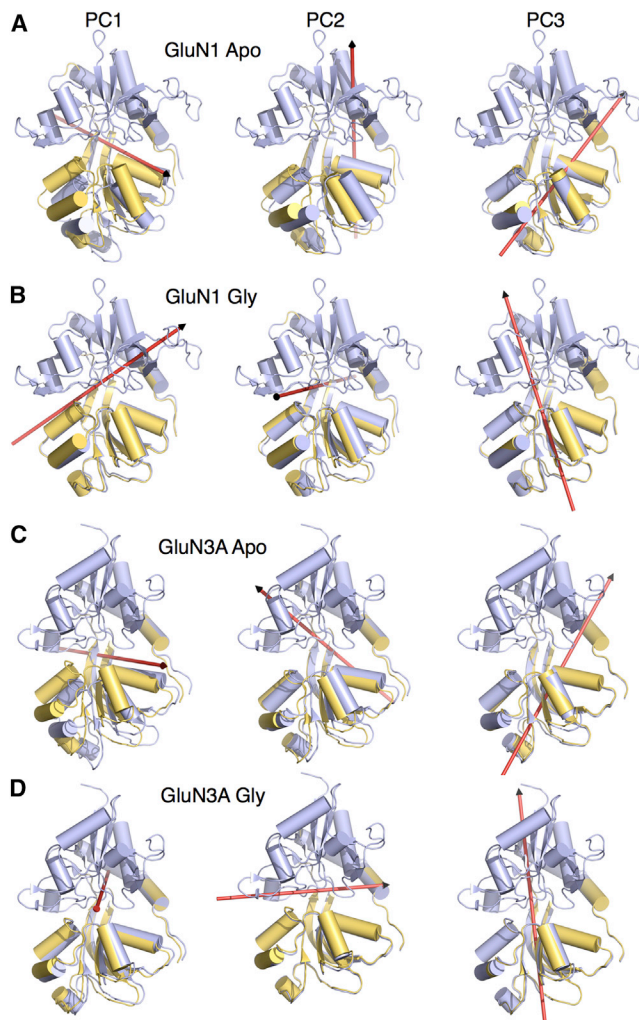 A
PC1 PC2 PC3
GluN1 Apo
B
GluN1 Gly
C
GluN3A Apo
D
GluN3A Gly